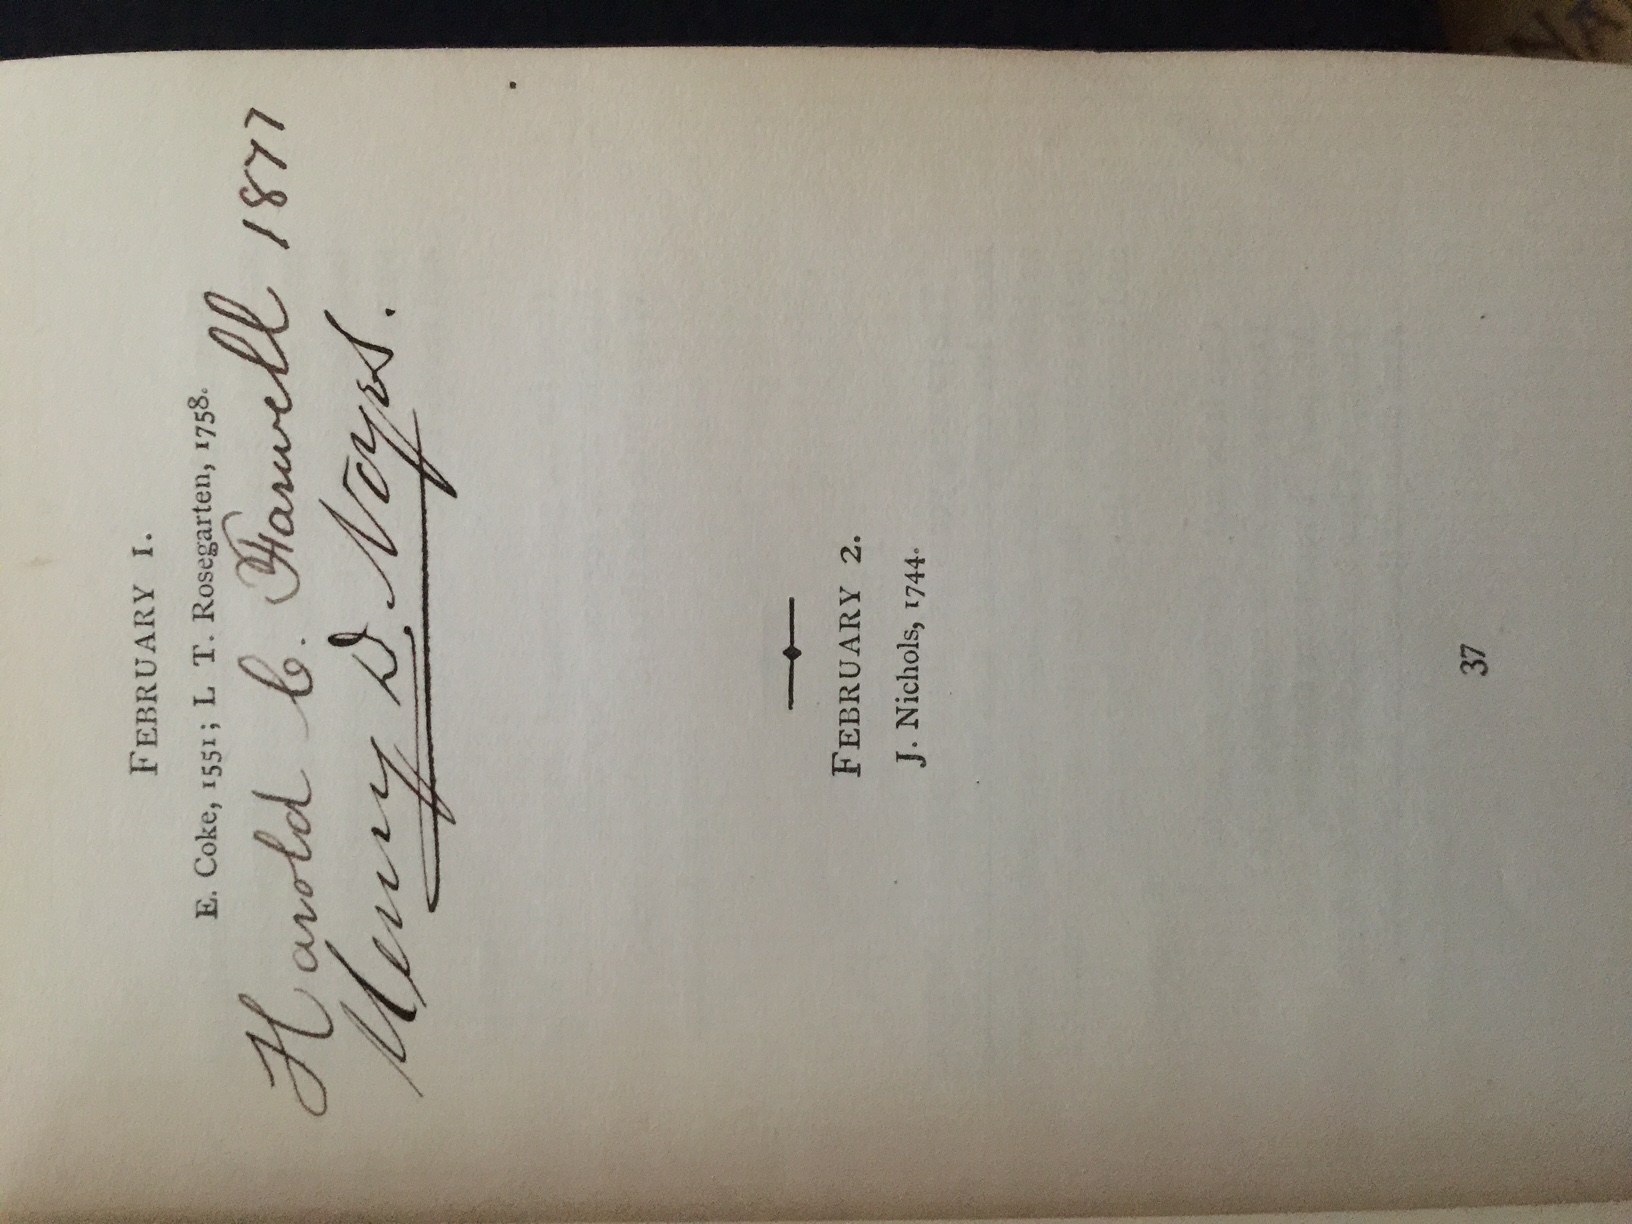 FEBRUARY 1.
E. Coke, 1551; L T. Rosegarten, 1758.
Harold C. Farwell 1877
Henry D. Noyes.
FEBRUARY 2.
J. Nichols, 1744.
37